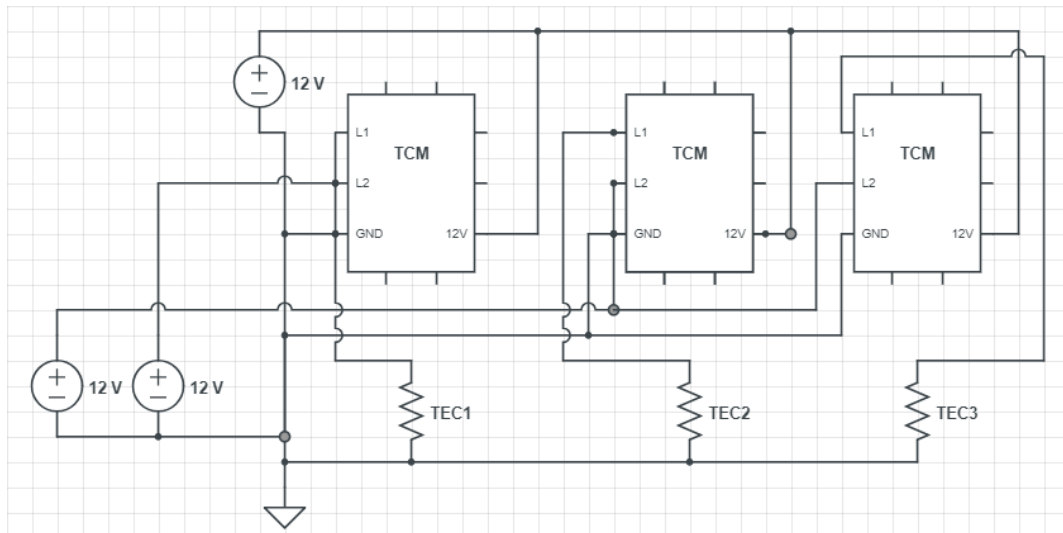 12 V
L1
TCM
L2
GND
12V
L1
TCM
L2
GND
12V
L1
TCM
L2
GND
12V
12 V
12 V
TEC1
TEC2
TEC3